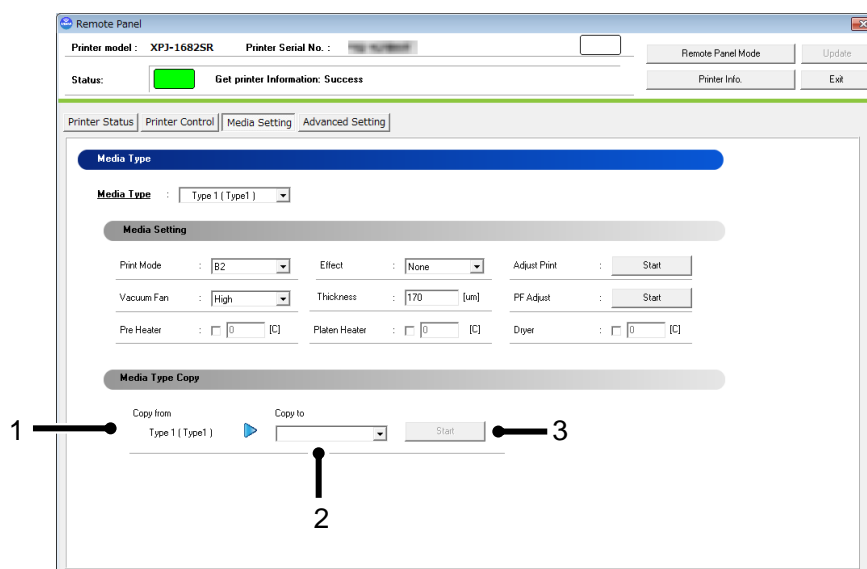 Remote Panel
Printer model : XPJ-1682SR Printer Serial No. :
Remote Panel Mode Update
Status: Get printer Information: Success
Printer Info. Exit
Printer Status Printer Control Media Setting Advanced Setting
Media Type
Media Type : Type 1 ( Type1 )
Media Setting
Print Mode : B2 Effect : None Adjust Print : Start
Vacuum Fan : High Thickness : 170 [um] PF Adjust : Start
Pre Heater : 0 [C] Platen Heater : 0 [C] Dryer : 0 [C]
Media Type Copy
Copy from Copy to
1 Type 1 ( Type1 ) Start 3
2